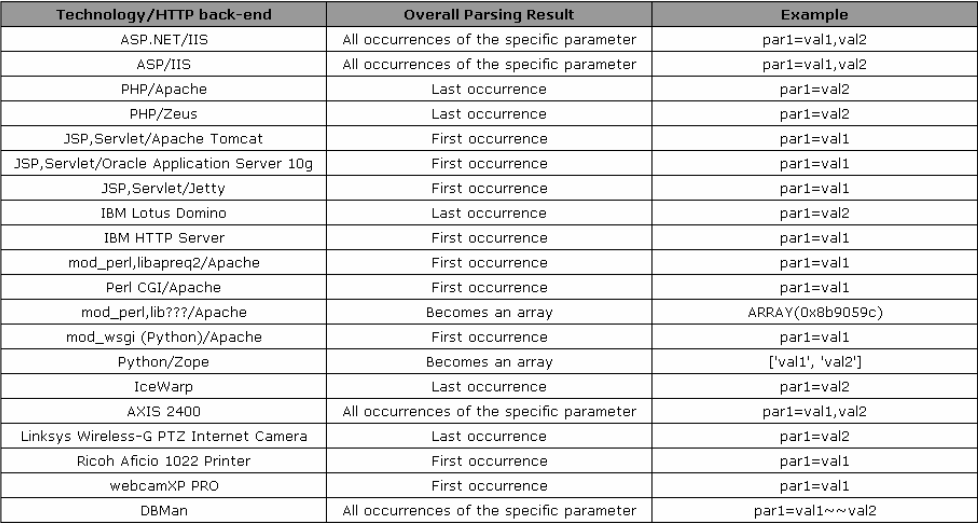 Technology/HTTP back-end Overall Parsing Result Example
ASP.NET/IIS All occurrences of the specific parameter par1=val1,val2
ASP/IIS All occurrences of the specific parameter par1=val1,val2
PHP/Apache Last occurrence par1=val2
PHP/Zeus Last occurrence par1=val2
JSP,Servlet/Apache Tomcat First occurrence par1=val1
JSP,Servlet/Oracle Application Server 10g First occurrence par1=val1
JSP,Servlet/Jetty First occurrence par1=val1
IBM Lotus Domino Last occurrence par1=val2
IBM HTTP Server First occurrence par1=val1
mod_perl,libapreq2/Apache First occurrence par1=val1
Perl CGI/Apache First occurrence par1=val1
mod_perl,lib???/Apache Becomes an array ARRAY(0x8b9059c)
mod_wsgi (Python)/Apache First occurrence par1=val1
Python/Zope Becomes an array ['val1', 'val2']
IceWarp Last occurrence par1=val2
AXIS 2400 All occurrences of the specific parameter par1=val1,val2
Linksys Wireless-G PTZ Internet Camera Last occurrence par1=val2
Ricoh Aficio 1022 Printer First occurrence par1=val1
webcamXP PRO First occurrence par1=val1
DBMan All occurrences of the specific parameter par1=val1~~val2